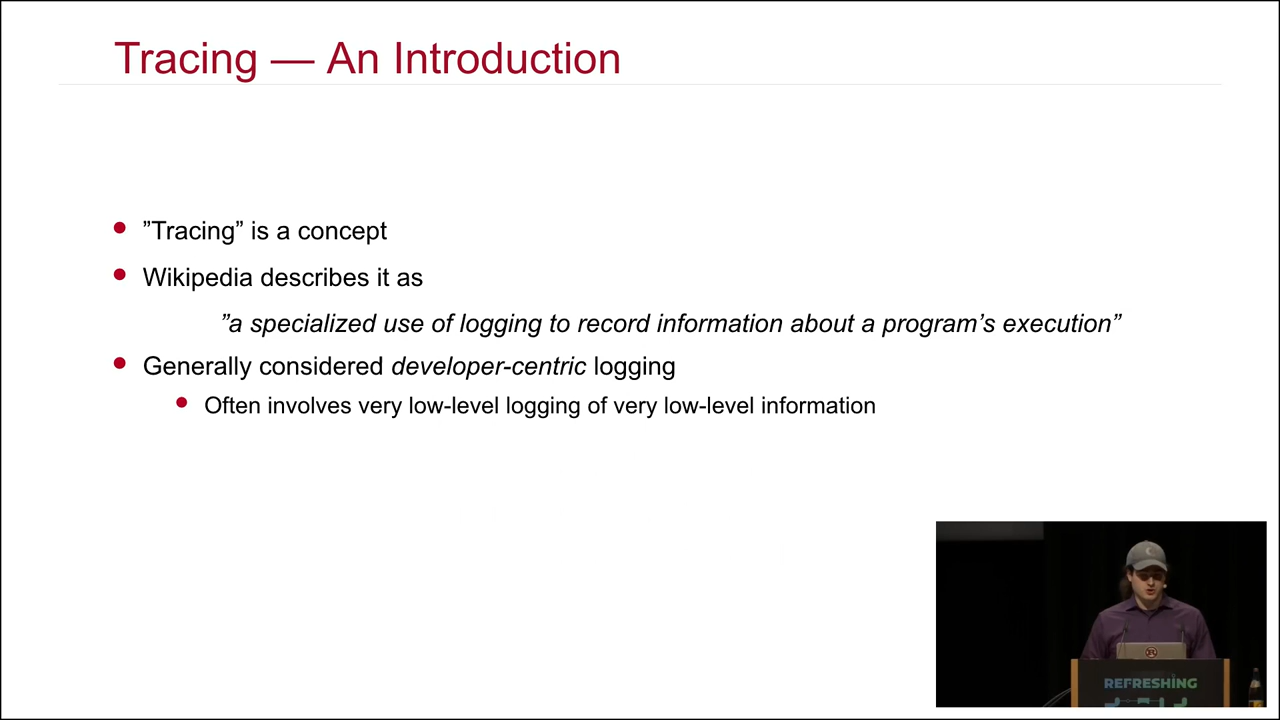 Tracing — An Introduction
”Tracing” is a concept
Wikipedia describes it as
”a specialized use of logging to record information about a program’s execution”
Generally considered developer-centric logging
Often involves very low-level logging of very low-level information
REFRESHING